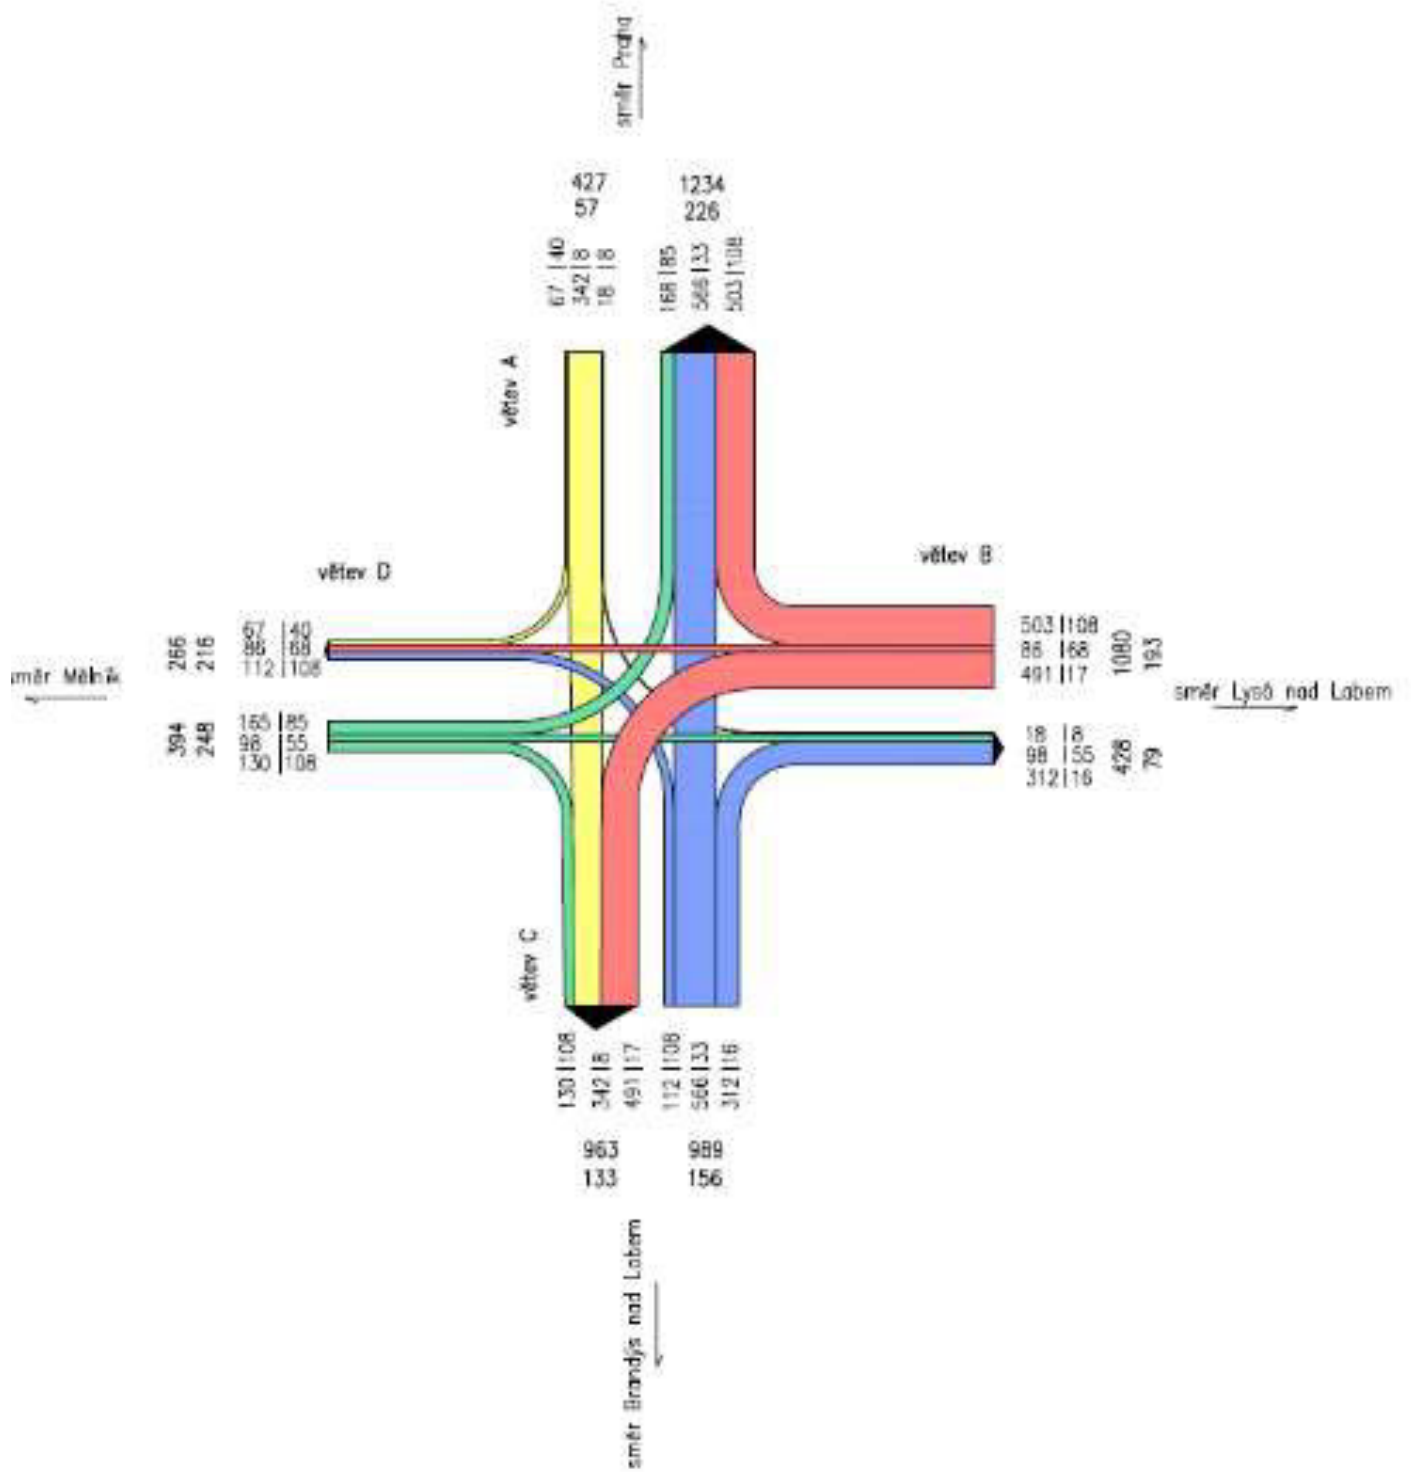 směr Praha
427
57
1234
226
67 | 40
342 | 8
18 | 8
168 | 85
566 | 33
503 | 108
větev A
větev D
větev B
67 | 40
86 | 68
112 | 108
266
216
směr Mělník
165 | 85
98 | 55
130 | 108
394
248
503 | 108
86 | 68
491 | 17
1080
193
směr Lysá nad Labem
18 | 8
98 | 55
312 | 16
428
79
větev C
130 | 108
342 | 8
491 | 17
112 | 108
566 | 33
312 | 16
963
133
989
156
směr Brandýs nad Labem